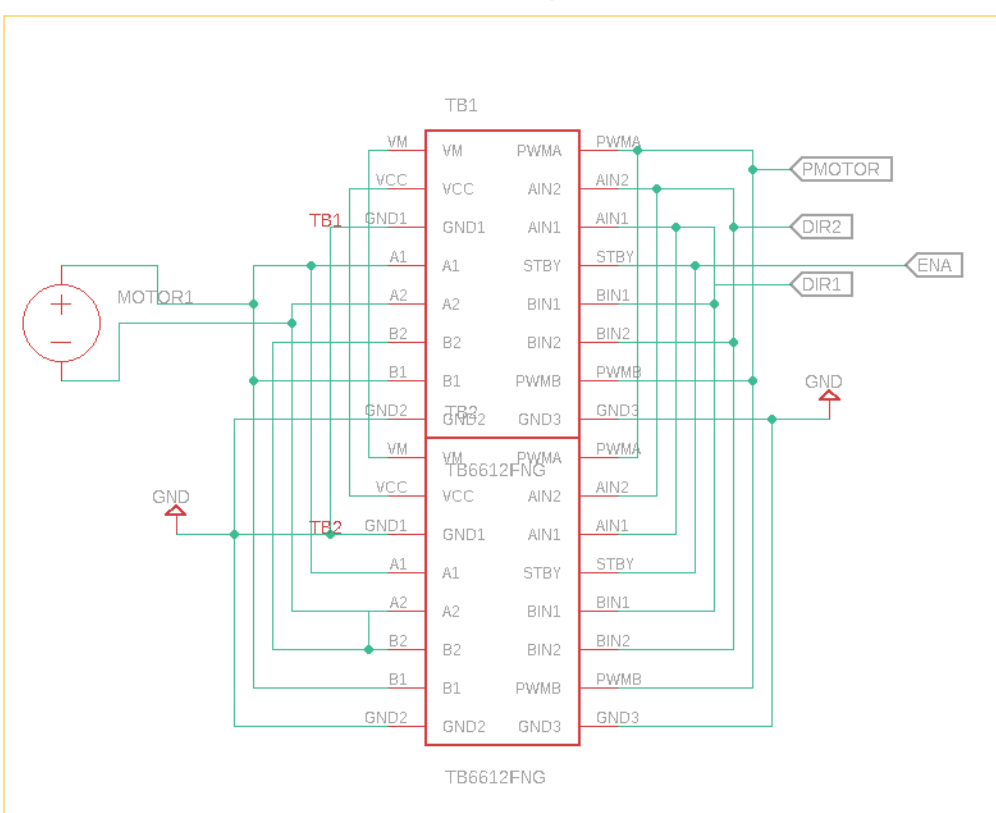 TB1
VM VM PWMA PWMA
PMOTOR
VCC VCC AIN2 AIN2
TB1 GND1 GND1 AIN1 AIN1 DIR2
A1 A1 STBY STBY ENA
DIR1
MOTOR1 A2 A2 BIN1 BIN1
B2 B2 BIN2 BIN2
B1 B1 PWMB PWMB GND
GND2 GND2 TB2 GND3 GND3
VM VM PWMA PWMA
TB6612FNG
GND VCC VCC AIN2 AIN2
TB2 GND1 GND1 AIN1 AIN1
A1 A1 STBY STBY
A2 A2 BIN1 BIN1
B2 B2 BIN2 BIN2
B1 B1 PWMB PWMB
GND2 GND2 GND3 GND3
TB6612FNG